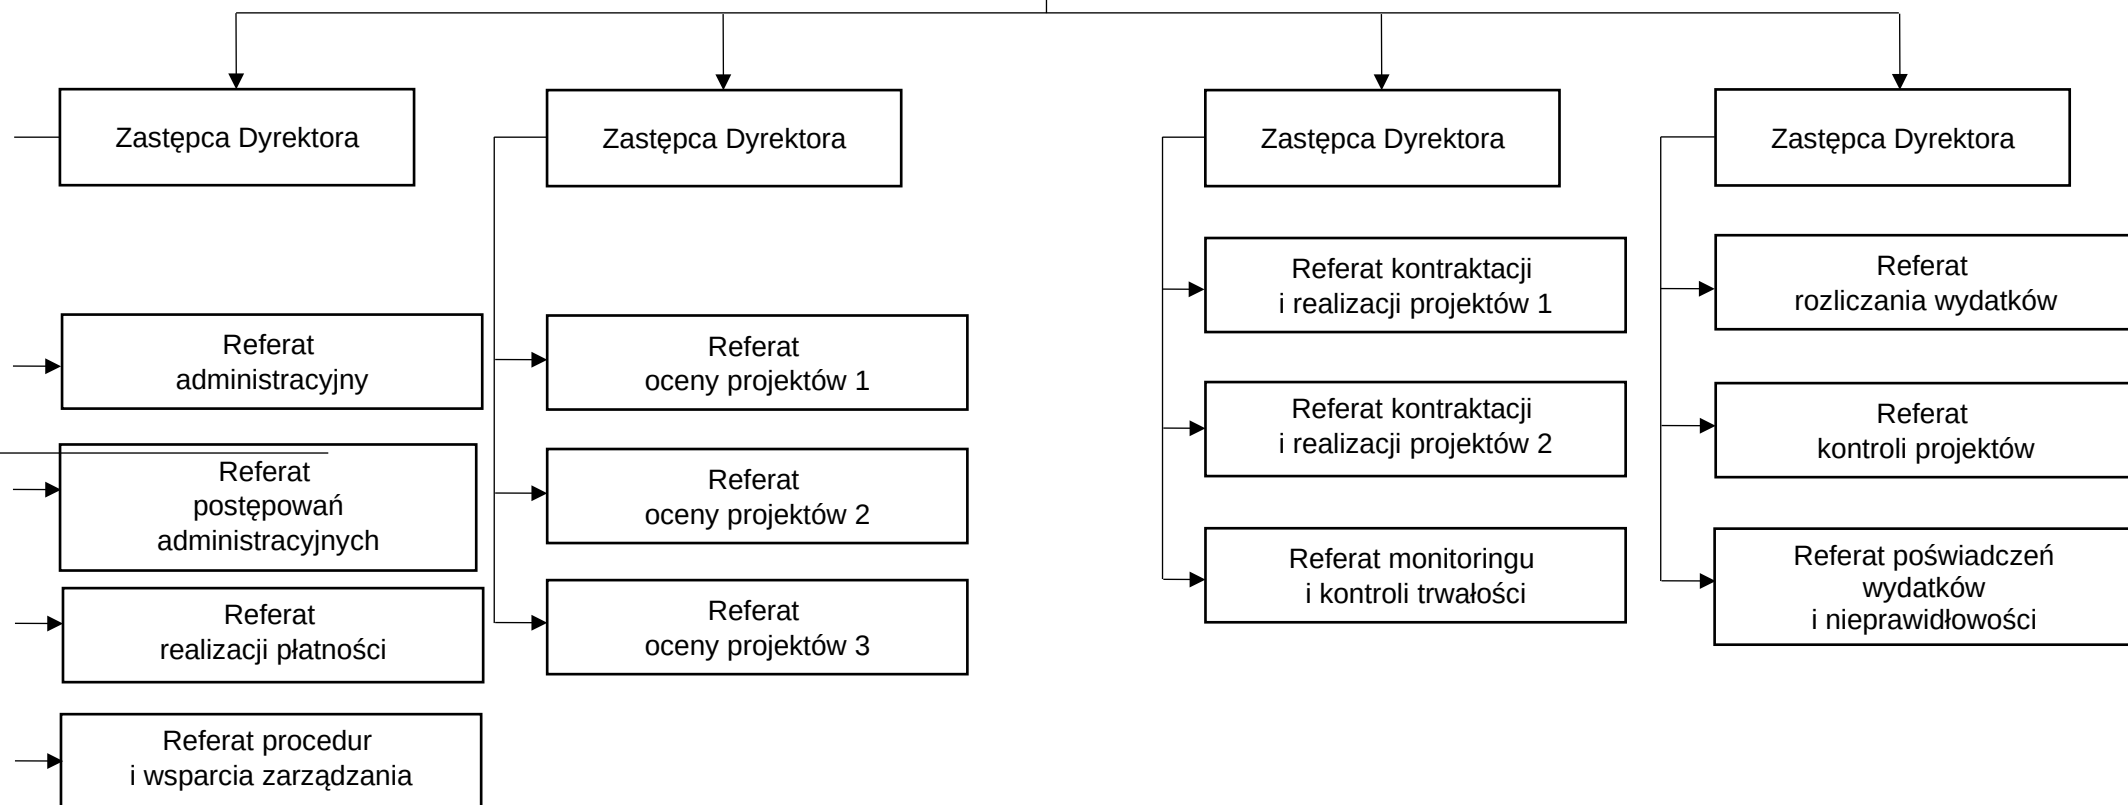 Zastępca Dyrektora
Zastępca Dyrektora
Zastępca Dyrektora
Zastępca Dyrektora
Referat
administracyjny
Referat
postępowań
administracyjnych
Referat
realizacji płatności
Referat procedur
i wsparcia zarządzania
Referat
oceny projektów 1
Referat
oceny projektów 2
Referat
oceny projektów 3
Referat kontraktacji
i realizacji projektów 1
Referat kontraktacji
i realizacji projektów 2
Referat monitoringu
i kontroli trwałości
Referat
rozliczania wydatków
Referat
kontroli projektów
Referat poświadczeń
wydatków
i nieprawidłowości